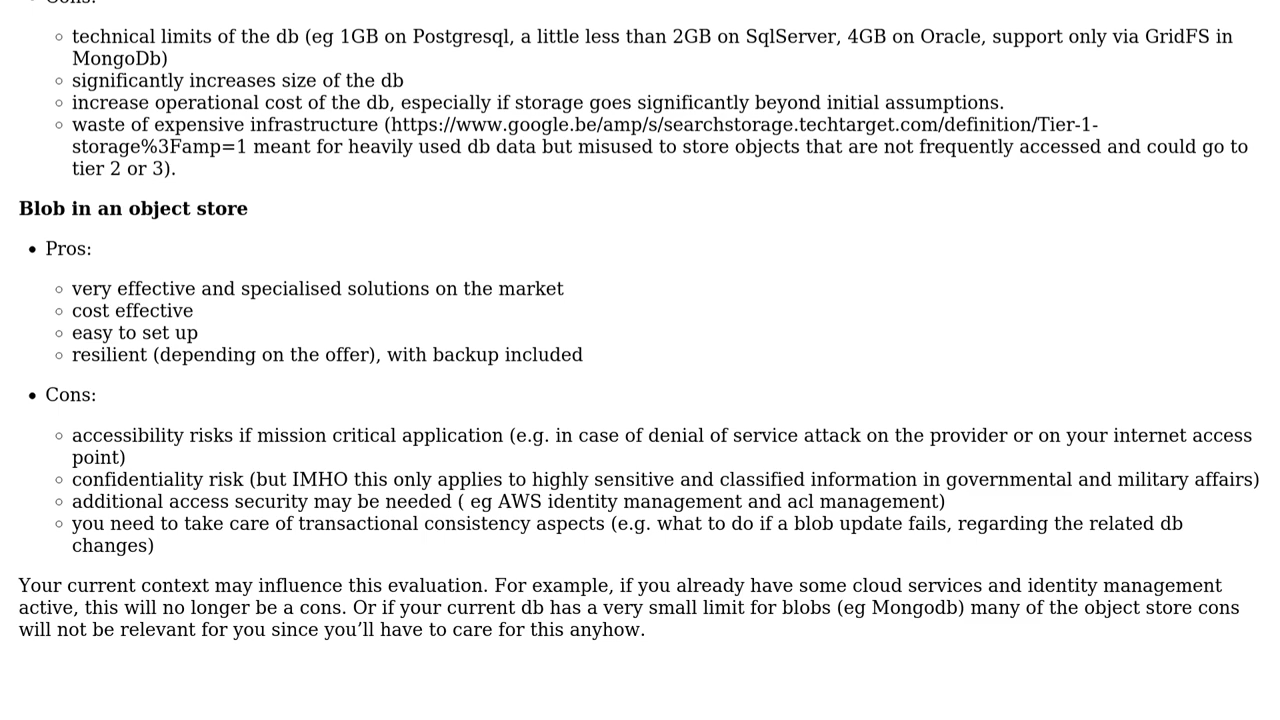 Cons:
technical limits of the db (eg 1GB on Postgresql, a little less than 2GB on SqlServer, 4GB on Oracle, support only via GridFS in
MongoDb)
significantly increases size of the db
increase operational cost of the db, especially if storage goes significantly beyond initial assumptions.
waste of expensive infrastructure (https://www.google.be/amp/s/searchstorage.techtarget.com/definition/Tier-1-
storage%3Famp=1 meant for heavily used db data but misused to store objects that are not frequently accessed and could go to
tier 2 or 3).
Blob in an object store
Pros:
very effective and specialised solutions on the market
cost effective
easy to set up
resilient (depending on the offer), with backup included
Cons:
accessibility risks if mission critical application (e.g. in case of denial of service attack on the provider or on your internet access
point)
confidentiality risk (but IMHO this only applies to highly sensitive and classified information in governmental and military affairs)
additional access security may be needed ( eg AWS identity management and acl management)
you need to take care of transactional consistency aspects (e.g. what to do if a blob update fails, regarding the related db
changes)
Your current context may influence this evaluation. For example, if you already have some cloud services and identity management
active, this will no longer be a cons. Or if your current db has a very small limit for blobs (eg Mongodb) many of the object store cons
will not be relevant for you since you’ll have to care for this anyhow.